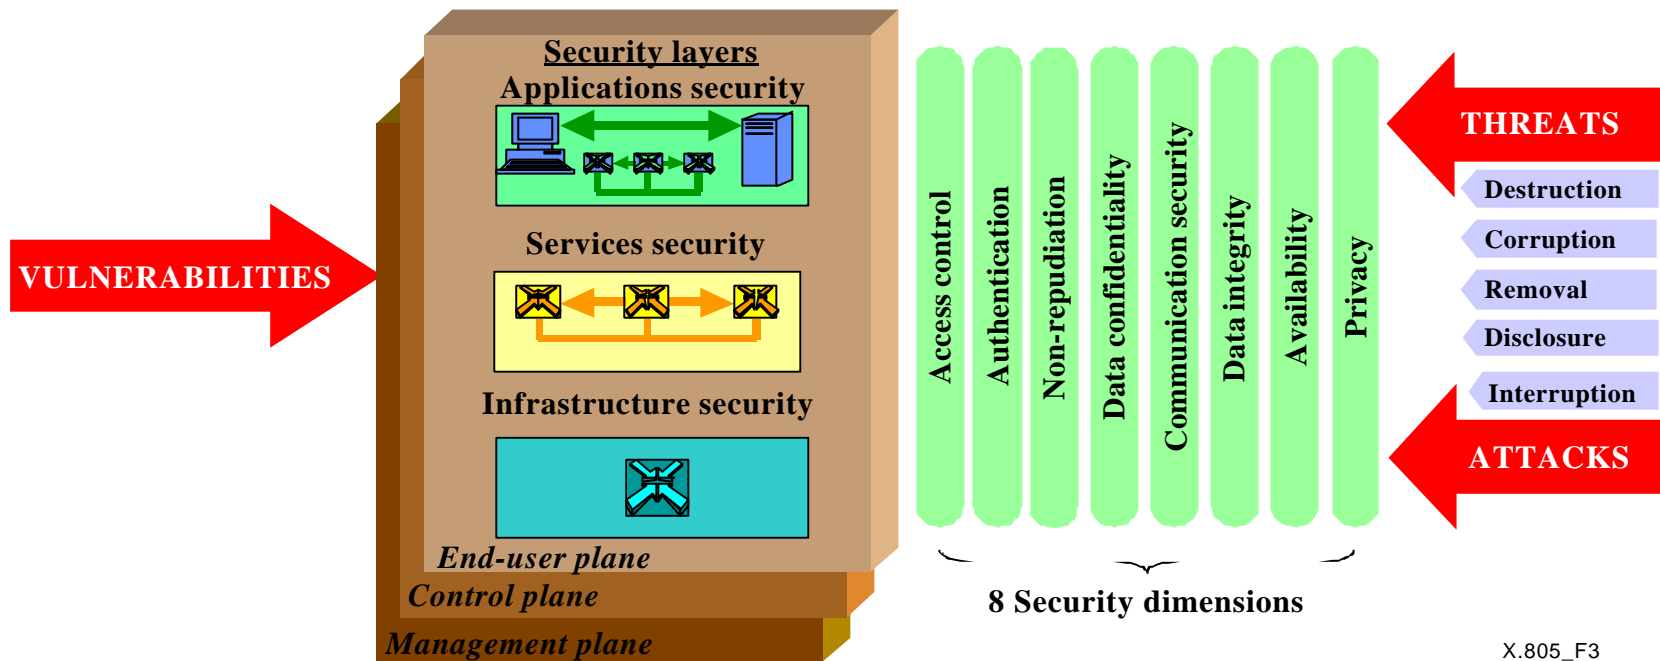 Security layers
Applications security
Services security
Infrastructure security
End-user plane
Control plane
Management plane
VULNERABILITIES
Access control
Authentication
Non-repudiation
Data confidentiality
Communication security
Data integrity
Availability
Privacy
8 Security dimensions
THREATS
Destruction
Corruption
Removal
Disclosure
Interruption
ATTACKS
X.805_F3